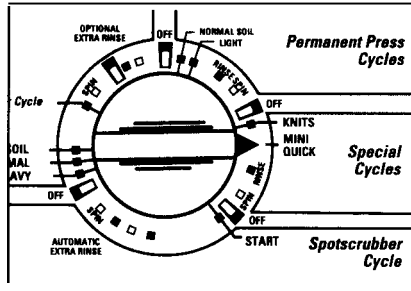 OPTIONAL
EXTRA RINSE
OFF
NORMAL SOIL
LIGHT
Permanent Press
Cycles
SPIN
RINSE SPIN
Cycle
OFF
KNITS
MINI
QUICK
Special
Cycles
OIL
MAL
AVY
RINSE
OFF
SPIN
SPIN
OFF
AUTOMATIC
EXTRA RINSE
START
Spotscrubber
Cycle